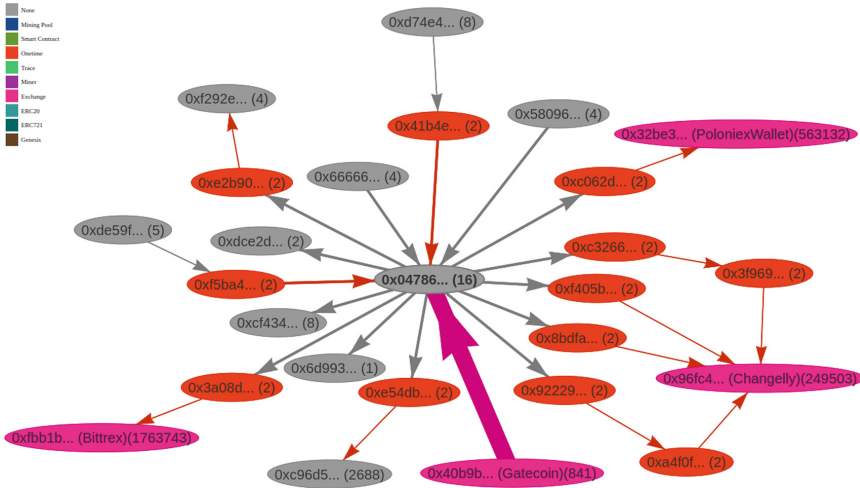 None
Mining Pool
Smart Contract
Onetime
Trace
Miner
Exchange
ERC20
ERC721
Genesis
0xd74e4... (8)
0xf292e... (4)
0x41b4e... (2)
0x58096... (4)
0x32be3... (PoloniexWallet)(563132)
0xe2b90... (2)
0x66666... (4)
0xc062d... (2)
0xde59f... (5)
0xdce2d... (2)
0xc3266... (2)
0x04786... (16)
0x3f969... (2)
0xf5ba4... (2)
0xf405b... (2)
0xcf434... (8)
0x8bdfa... (2)
0x6d993... (1)
0x96fc4... (Changelly)(249503)
0x3a08d... (2)
0xe54db... (2)
0x92229... (2)
0xfbb1b... (Bittrex)(1763743)
0xa4f0f... (2)
0xc96d5... (2688)
0x40b9b... (Gatecoin)(841)